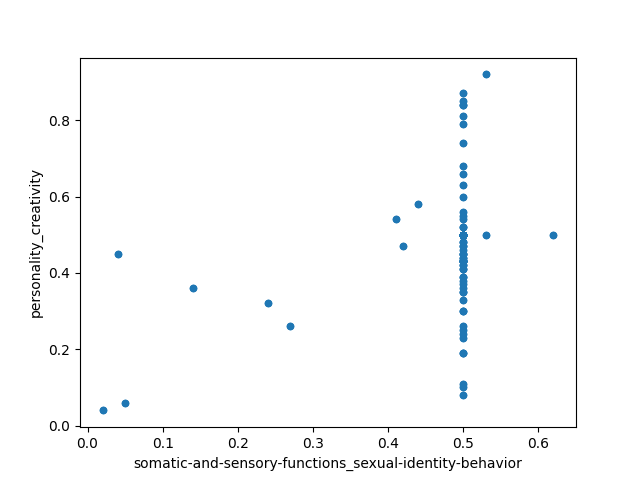 0.8
0.6
0.4
0.2
0.0
personality_creativity
0.0 0.1 0.2 0.3 0.4 0.5 0.6
somatic-and-sensory-functions_sexual-identity-behavior